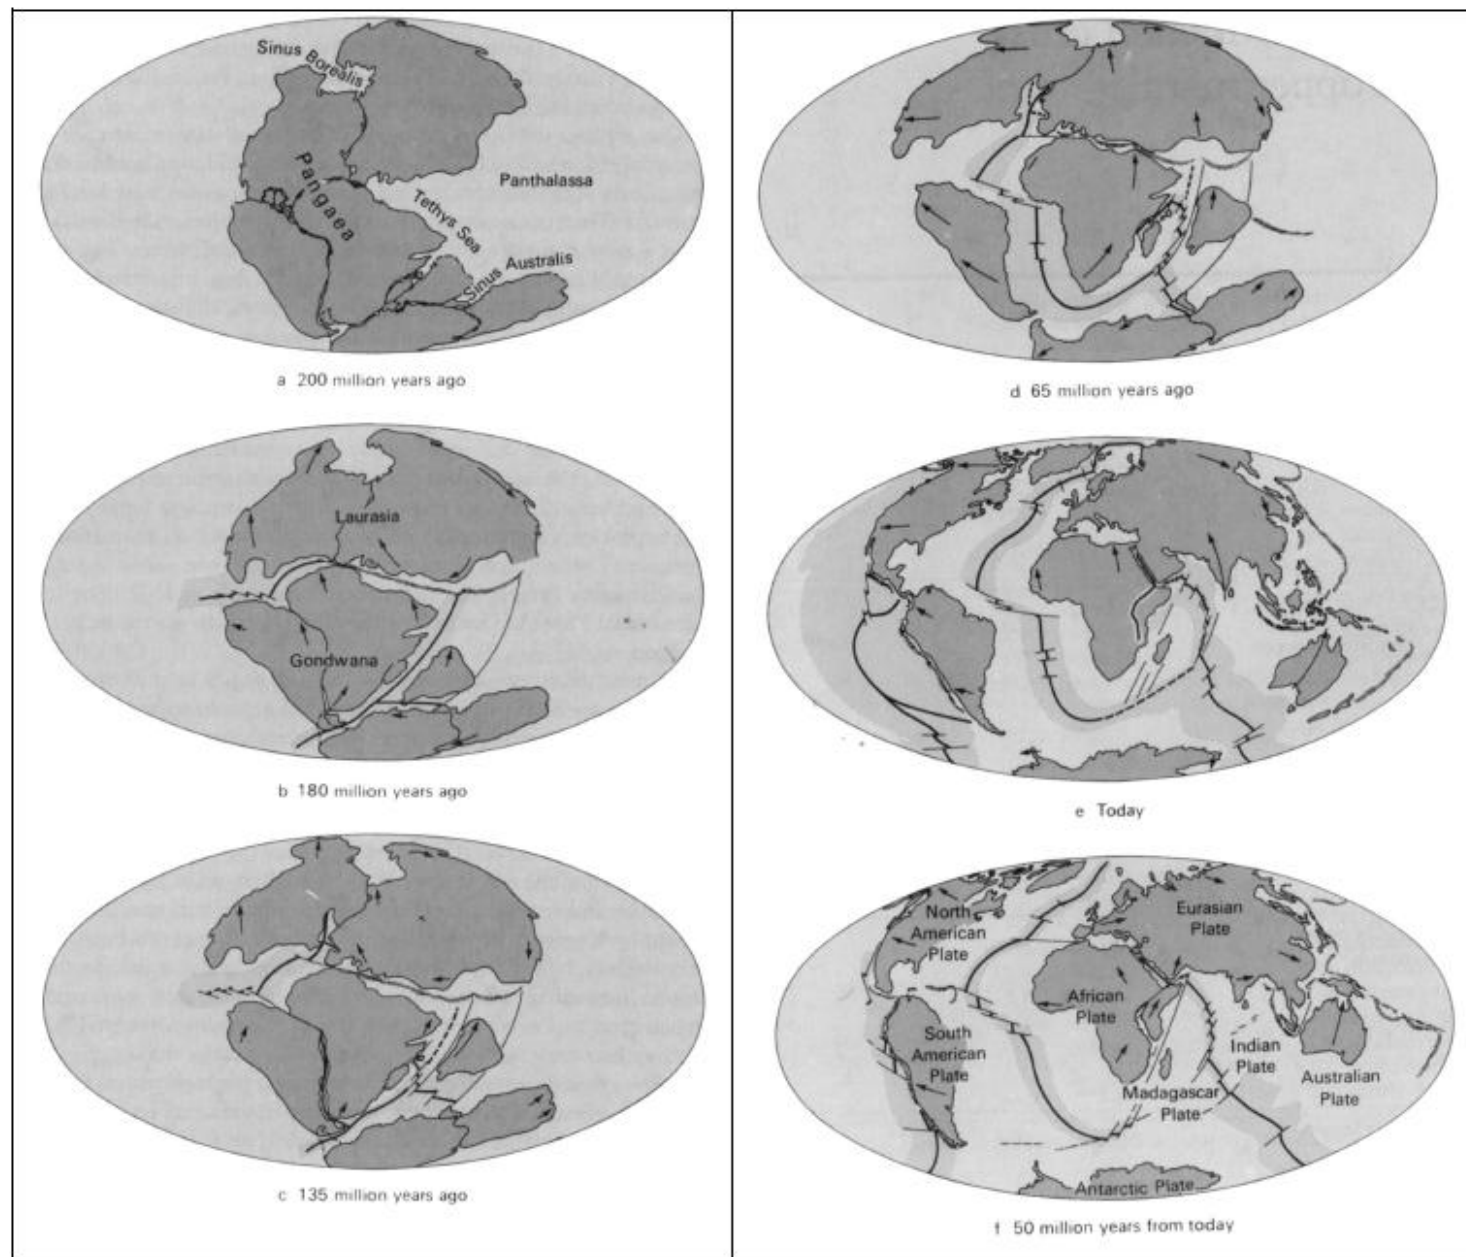 Sinus Borealis
Pangaea
Panthalassa
Tethys Sea
Sinus Australis
a 200 million years ago
Laurasia
Gondwana
b 180 million years ago
c 135 million years ago
d 65 million years ago
e Today
North
American
Plate
Eurasian
Plate
African
Plate
South
American
Plate
Indian
Plate
Australian
Plate
Madagascar
Plate
Antarctic Plate
f 50 million years from today